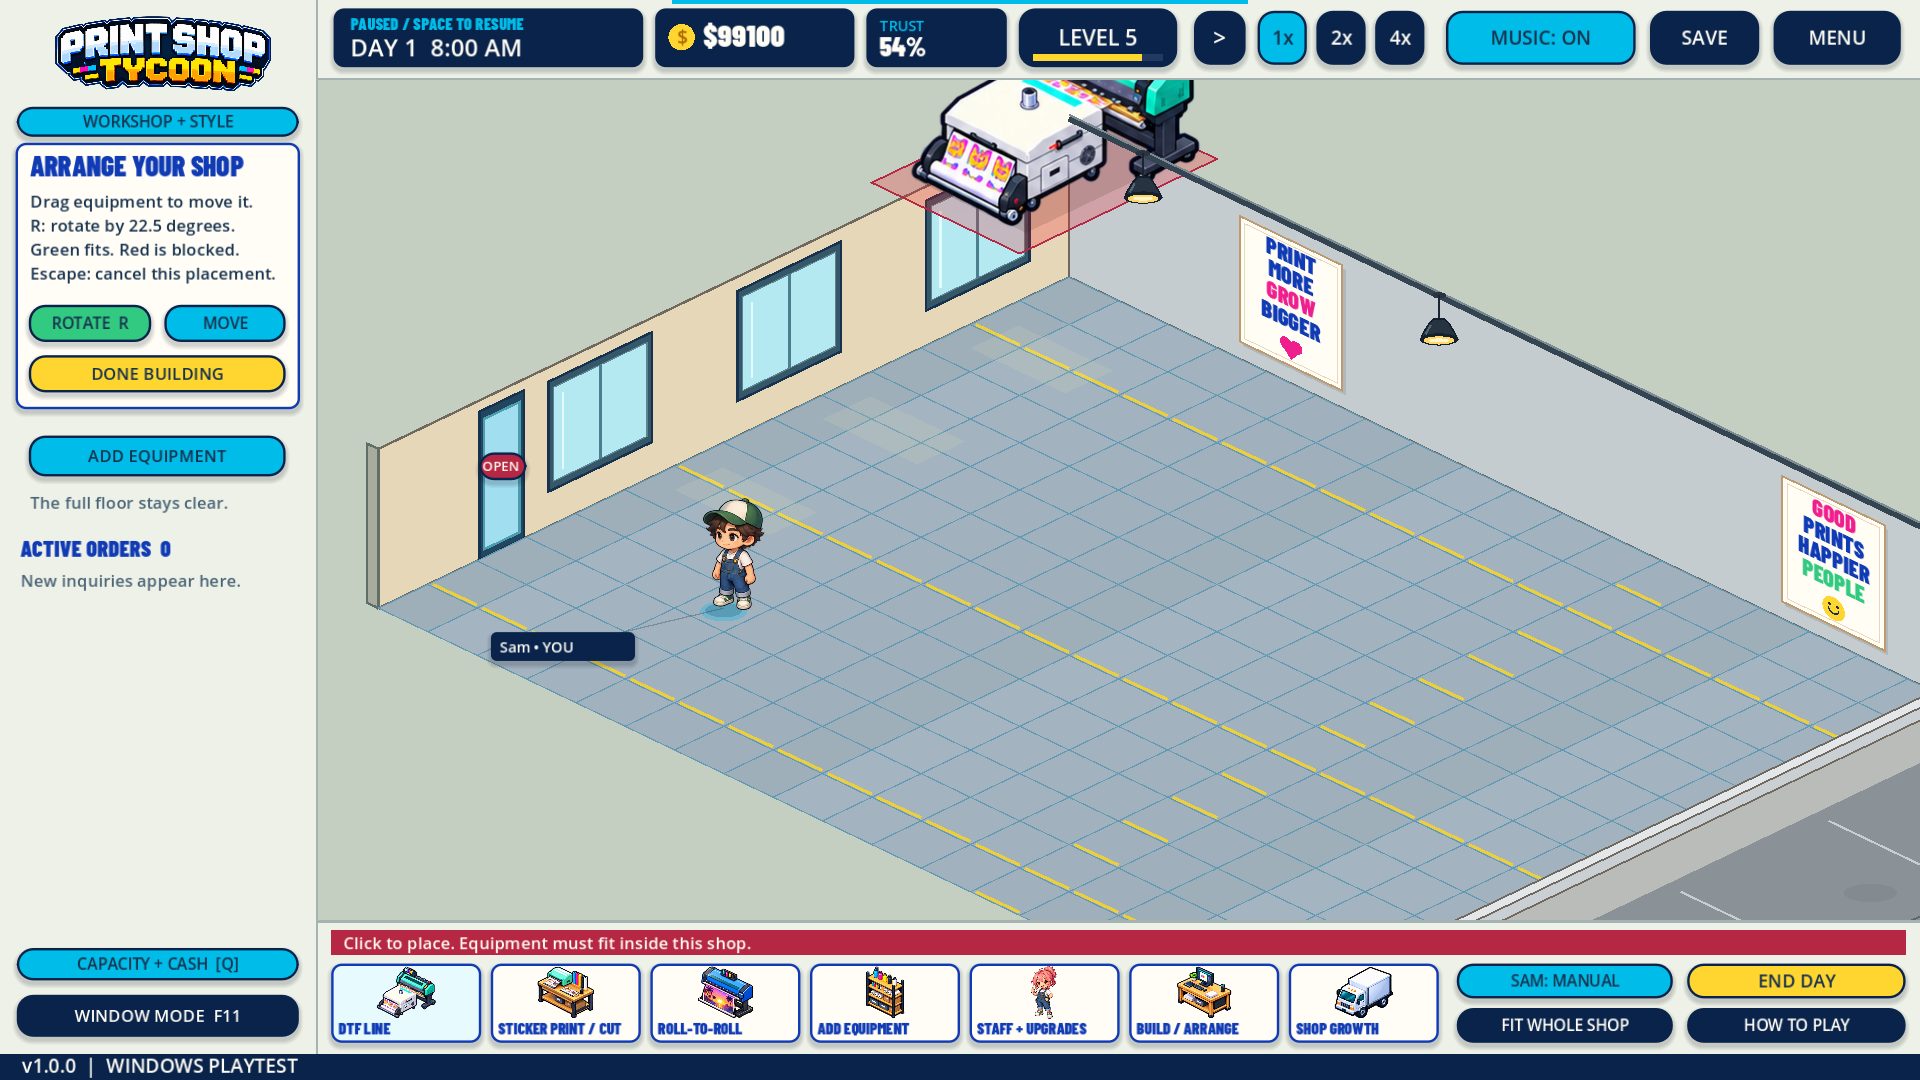 PRINT SHOP
TYCOON
PAUSED / SPACE TO RESUME
DAY 1 8:00 AM
$
$99100
TRUST
54%
LEVEL 5
>
1x
2x
4x
MUSIC: ON
SAVE
MENU
WORKSHOP + STYLE
ARRANGE YOUR SHOP
Drag equipment to move it.
R: rotate by 22.5 degrees.
Green fits. Red is blocked.
Escape: cancel this placement.
ROTATE R
MOVE
DONE BUILDING
ADD EQUIPMENT
The full floor stays clear.
ACTIVE ORDERS 0
New inquiries appear here.
PRINT
MORE
GROW
BIGGER
OPEN
GOOD
PRINTS
HAPPIER
PEOPLE
Sam • YOU
Click to place. Equipment must fit inside this shop.
DTF LINE
STICKER PRINT / CUT
ROLL-TO-ROLL
ADD EQUIPMENT
STAFF + UPGRADES
BUILD / ARRANGE
SHOP GROWTH
SAM: MANUAL
END DAY
FIT WHOLE SHOP
HOW TO PLAY
CAPACITY + CASH [Q]
WINDOW MODE F11
v1.0.0 | WINDOWS PLAYTEST